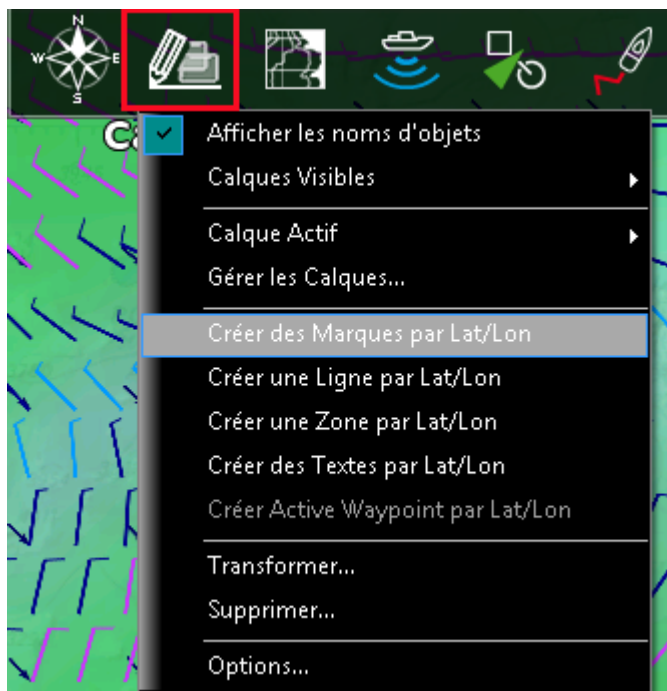 N
W E
S
Ca
Afficher les noms d'objets
Calques Visibles
Calque Actif
Gérer les Calques...
Créer des Marques par Lat/Lon
Créer une Ligne par Lat/Lon
Créer une Zone par Lat/Lon
Créer des Textes par Lat/Lon
Créer Active Waypoint par Lat/Lon
Transformer...
Supprimer...
Options...